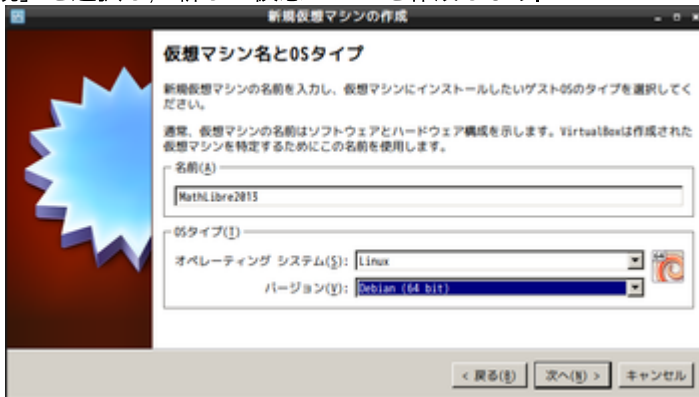 新規仮想マシンの作成
仮想マシン名とOSタイプ
新規仮想マシンの名前を入力し、仮想マシンにインストールしたいゲストOSのタイプを選択してく
ださい。
通常、仮想マシンの名前はソフトウェアとハードウェア構成を示します。VirtualBoxは作成された
仮想マシンを特定するためにこの名前を使用します。
名前(A)
MathLibre2013
OSタイプ(T)
オペレーティング システム(S): Linux
バージョン(V): Debian (64 bit)
< 戻る(B) 次へ(N) > キャンセル